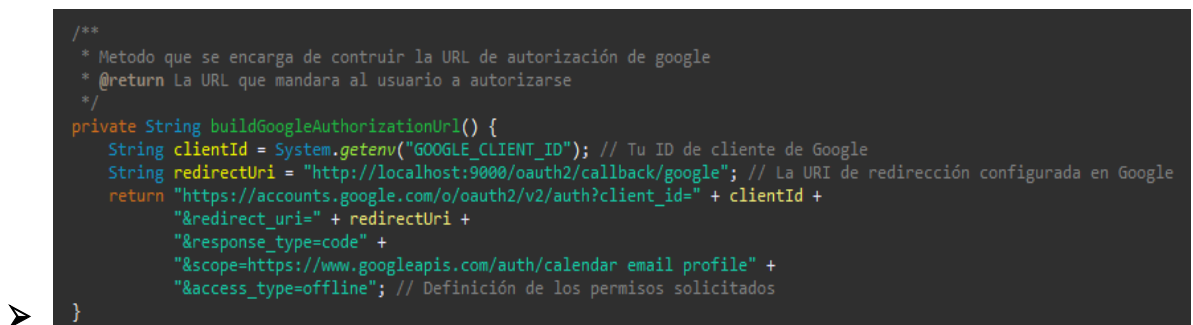 /**
 * Metodo que se encarga de contruir la URL de autorización de google
 * @return La URL que mandara al usuario a autorizarse
 */
private String buildGoogleAuthorizationUrl() {
    String clientId = System.getenv("GOOGLE_CLIENT_ID"); // Tu ID de cliente de Google
    String redirectUri = "http://localhost:9000/oauth2/callback/google"; // La URI de redirección configurada en Google
    return "https://accounts.google.com/o/oauth2/v2/auth?client_id=" + clientId +
            "&redirect_uri=" + redirectUri +
            "&response_type=code" +
            "&scope=https://www.googleapis.com/auth/calendar email profile" +
            "&access_type=offline"; // Definición de los permisos solicitados
}